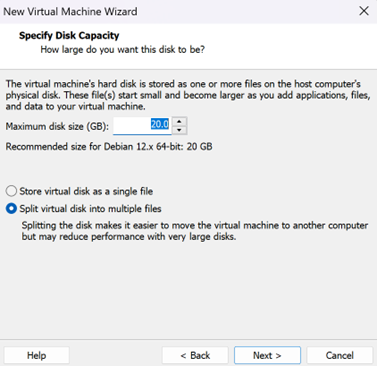 New Virtual Machine Wizard
Specify Disk Capacity
How large do you want this disk to be?
The virtual machine's hard disk is stored as one or more files on the host computer's
physical disk. These file(s) start small and become larger as you add applications, files,
and data to your virtual machine.
Maximum disk size (GB): 20.0
Recommended size for Debian 12.x 64-bit: 20 GB
Store virtual disk as a single file
Split virtual disk into multiple files
Splitting the disk makes it easier to move the virtual machine to another computer
but may reduce performance with very large disks.
Help < Back Next > Cancel